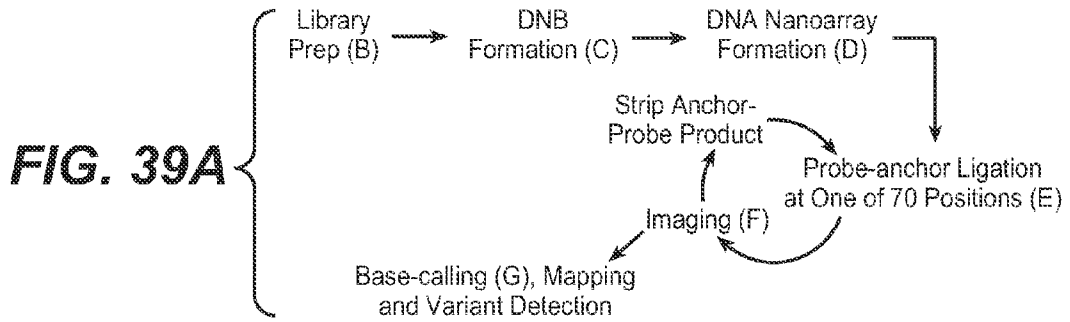 FIG. 39A
Library
Prep (B)
DNB
Formation (C)
DNA Nanoarray
Formation (D)
Strip Anchor-
Probe Product
Probe-anchor Ligation
at One of 70 Positions (E)
Imaging (F)
Base-calling (G), Mapping
and Variant Detection